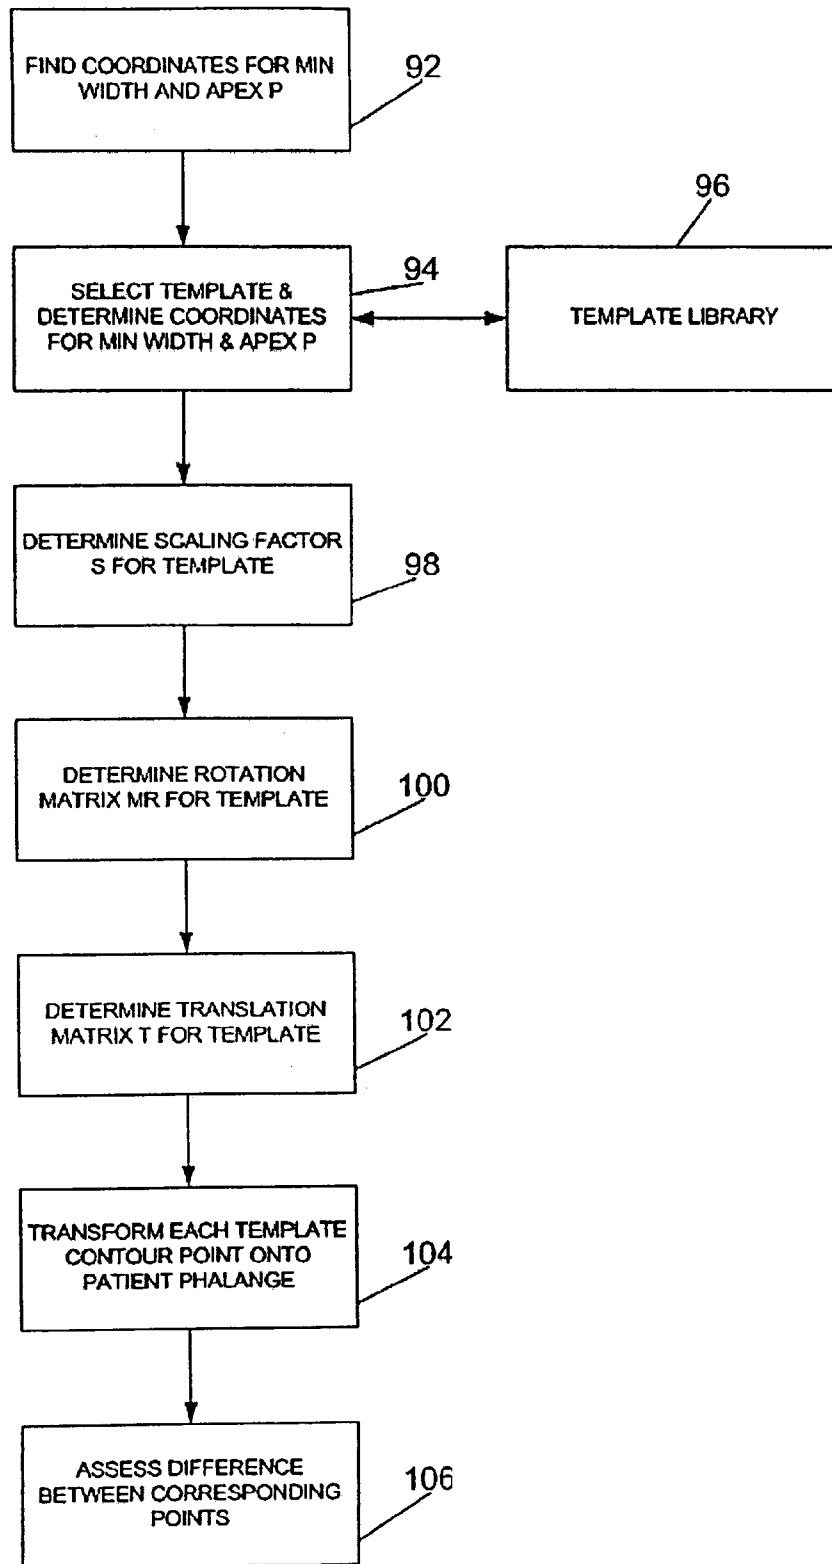 FIND COORDINATES FOR MIN
WIDTH AND APEX P
92
96
SELECT TEMPLATE &
DETERMINE COORDINATES
FOR MIN WIDTH & APEX P
94
TEMPLATE LIBRARY
DETERMINE SCALING FACTOR
S FOR TEMPLATE
98
DETERMINE ROTATION
MATRIX MR FOR TEMPLATE
100
DETERMINE TRANSLATION
MATRIX T FOR TEMPLATE
102
TRANSFORM EACH TEMPLATE
CONTOUR POINT ONTO
PATIENT PHALANGE
104
ASSESS DIFFERENCE
BETWEEN CORRESPONDING
POINTS
106